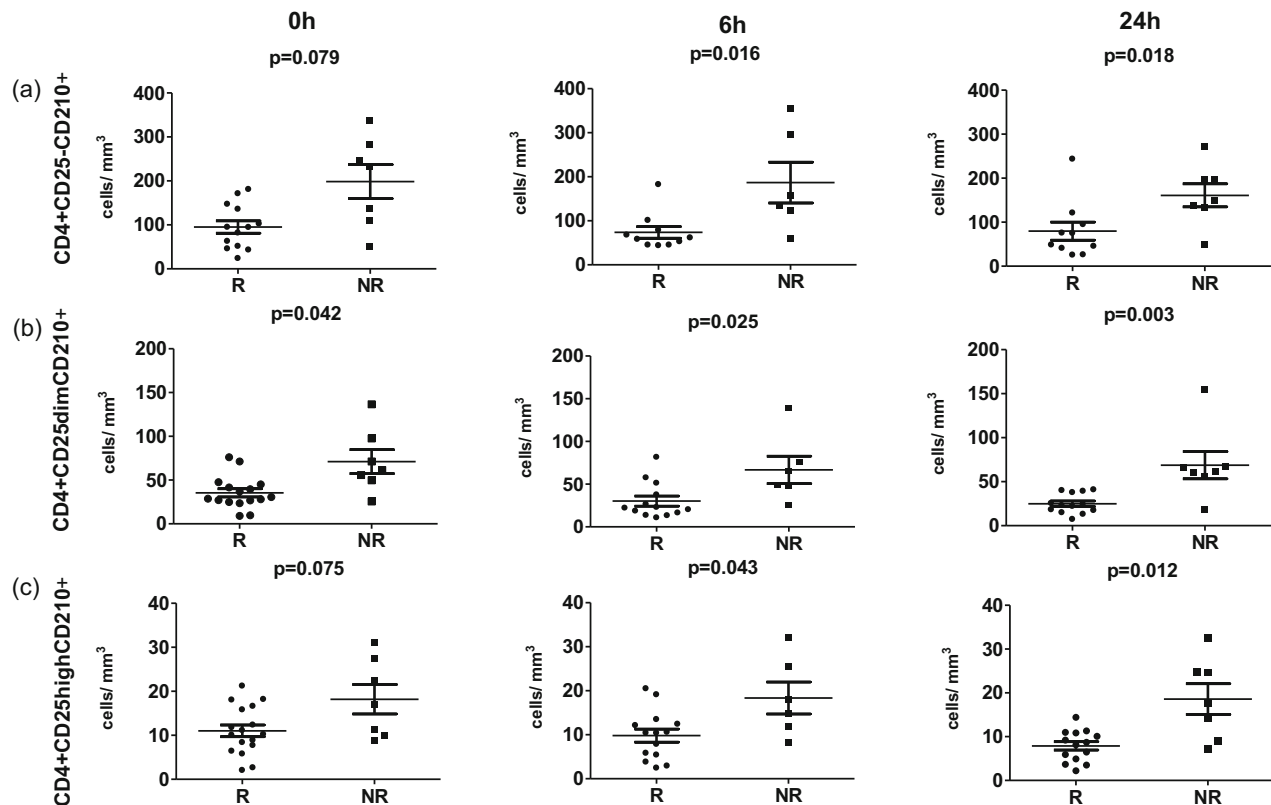 0h 6h 24h
p=0.079 p=0.016 p=0.018
(a) CD4+CD25-CD210+
cells/ mm3 400 300 200 100 0 R NR
cells/ mm3 400 300 200 100 0 R NR
cells/ mm3 400 300 200 100 0 R NR
p=0.042 p=0.025 p=0.003
(b) CD4+CD25dimCD210+
cells/ mm3 200 150 100 50 0 R NR
cells/ mm3 200 150 100 50 0 R NR
cells/ mm3 200 150 100 50 0 R NR
p=0.075 p=0.043 p=0.012
(c) CD4+CD25highCD210+
cells/ mm3 40 30 20 10 0 R NR
cells/ mm3 40 30 20 10 0 R NR
cells/ mm3 40 30 20 10 0 R NR